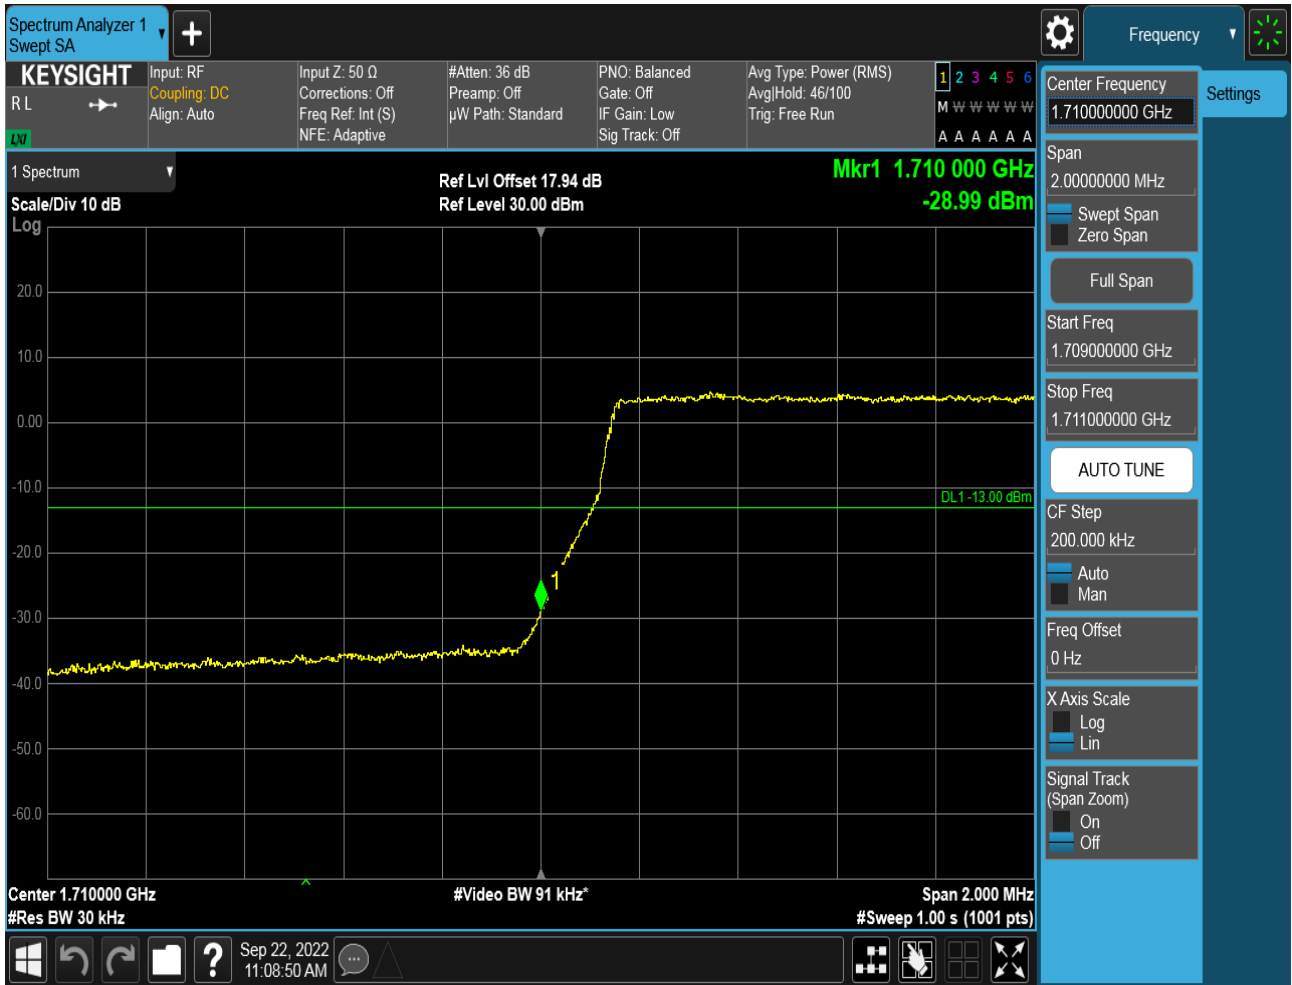 Spectrum Analyzer 1
Swept SA
Frequency
KEYSIGHT
R L
LXI
Input: RF
Coupling: DC
Align: Auto
Input Z: 50 Ω
Corrections: Off
Freq Ref: Int (S)
NFE: Adaptive
#Atten: 36 dB
Preamp: Off
µW Path: Standard
PNO: Balanced
Gate: Off
IF Gain: Low
Sig Track: Off
Avg Type: Power (RMS)
Avg|Hold: 46/100
Trig: Free Run
1 2 3 4 5 6
M W W W W W
A A A A A A
1 Spectrum
Scale/Div 10 dB
Log
Ref Lvl Offset 17.94 dB
Ref Level 30.00 dBm
Mkr1 1.710 000 GHz
-28.99 dBm
20.0
10.0
0.00
-10.0
DL1 -13.00 dBm
-20.0
1
-30.0
-40.0
-50.0
-60.0
Center 1.710000 GHz
#Video BW 91 kHz*
Span 2.000 MHz
#Res BW 30 kHz
#Sweep 1.00 s (1001 pts)
Center Frequency
1.710000000 GHz
Settings
Span
2.00000000 MHz
Swept Span
Zero Span
Full Span
Start Freq
1.709000000 GHz
Stop Freq
1.711000000 GHz
AUTO TUNE
CF Step
200.000 kHz
Auto
Man
Freq Offset
0 Hz
X Axis Scale
Log
Lin
Signal Track
(Span Zoom)
On
Off
?
Sep 22, 2022
11:08:50 AM